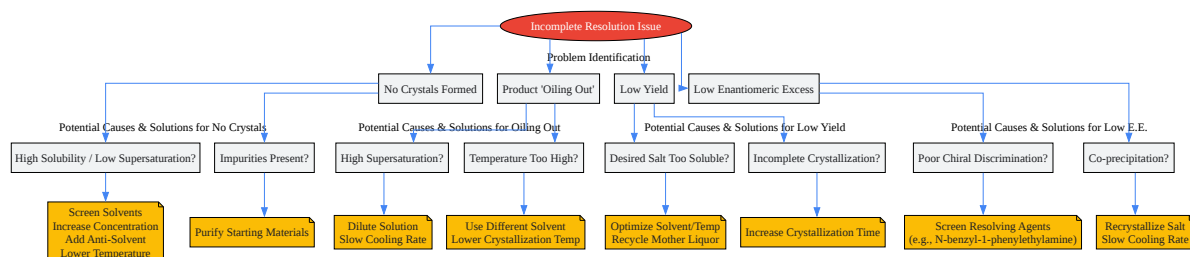 Incomplete Resolution Issue
Problem Identification
No Crystals Formed
Product 'Oiling Out'
Low Yield
Low Enantiomeric Excess
Potential Causes & Solutions for No Crystals
Potential Causes & Solutions for Oiling Out
Potential Causes & Solutions for Low Yield
Potential Causes & Solutions for Low E.E.
High Solubility / Low Supersaturation?
Impurities Present?
High Supersaturation?
Temperature Too High?
Desired Salt Too Soluble?
Incomplete Crystallization?
Poor Chiral Discrimination?
Co-precipitation?
Screen Solvents
Increase Concentration
Add Anti-Solvent
Lower Temperature
Purify Starting Materials
Dilute Solution
Slow Cooling Rate
Use Different Solvent
Lower Crystallization Temp
Optimize Solvent/Temp
Recycle Mother Liquor
Increase Crystallization Time
Screen Resolving Agents
(e.g., N-benzyl-1-phenylethylamine)
Recrystallize Salt
Slow Cooling Rate